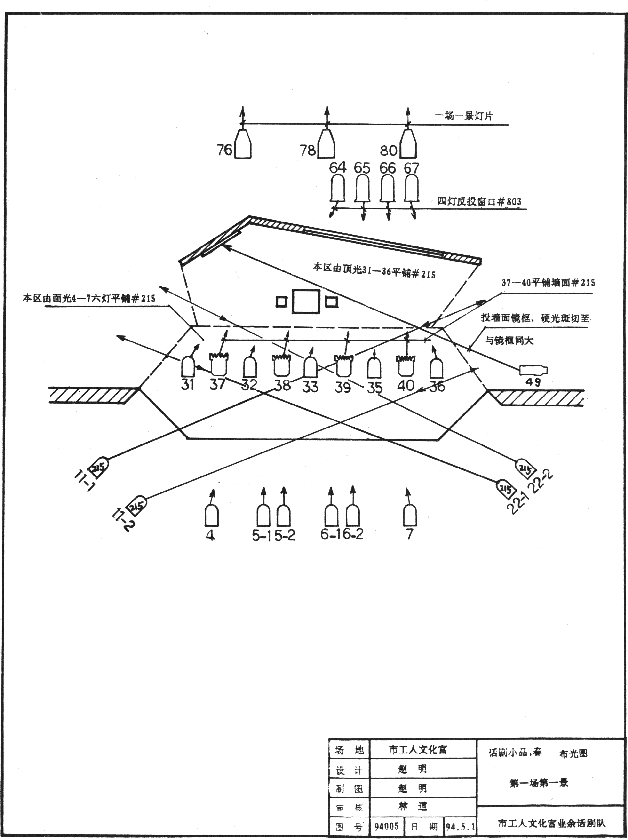 一场一景灯片
76 78 80
64 65 66 67
四灯反投窗口#803
本区由顶光31—36平铺#215
37—40平铺墙面#215
本区由面光4—7六灯平铺#215
投墙面镜框，硬光斑切至
与镜框同大
31 37 32 38 33 39 35 40 36
49
215 215
11-1 22-2
215 215
11-2 22-1
4 5-1 5-2 6-1 6-2 7
场 地 市工人文化宫
话剧小品:春 布光图
设 计 赵 明
制 图 赵 明
第一场第一景
审 核 林 道
图 号 94005 日 期 94.5.1
市工人文化宫业余话剧队